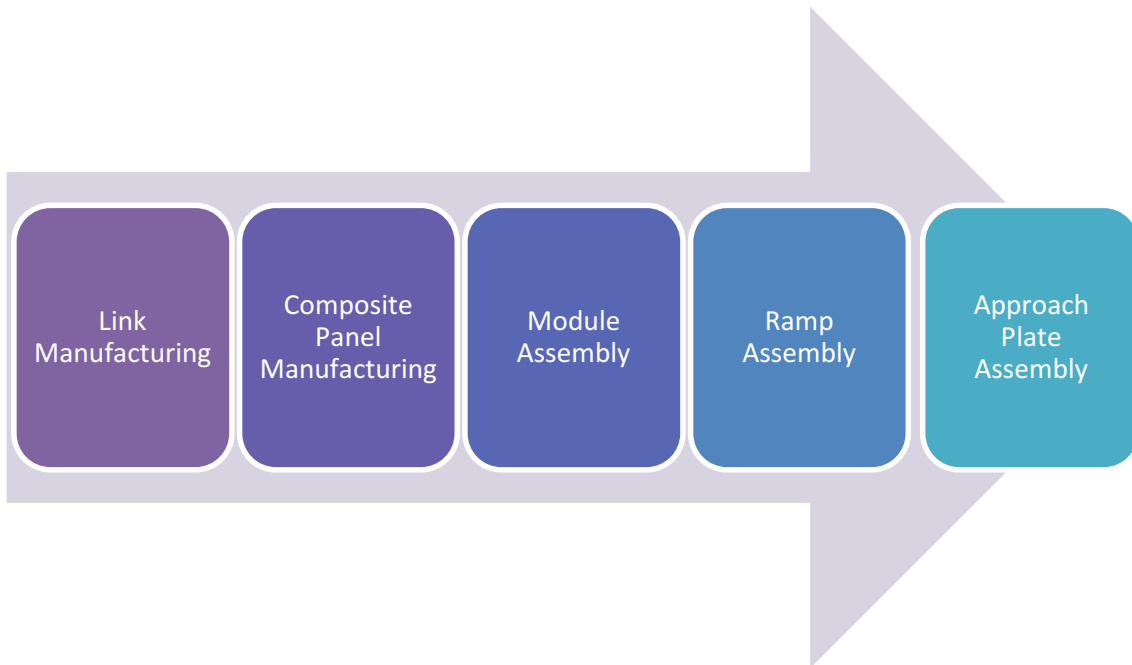 Link
Manufacturing
Composite
Panel
Manufacturing
Module
Assembly
Ramp
Assembly
Approach
Plate
Assembly